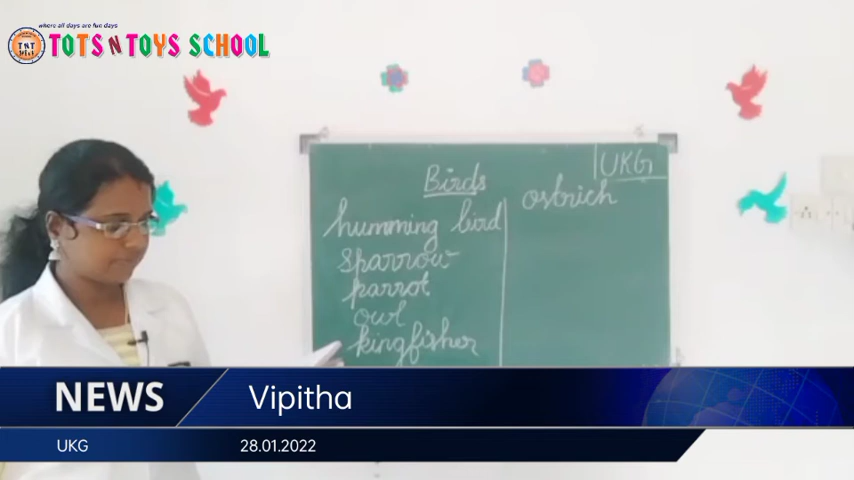 where all days are fun days
TNT
TOTS N TOYS SCHOOL
UKG
Birds
humming bird
sparrow
parrot
owl
kingfisher
ostrich
NEWS
Vipitha
UKG
28.01.2022